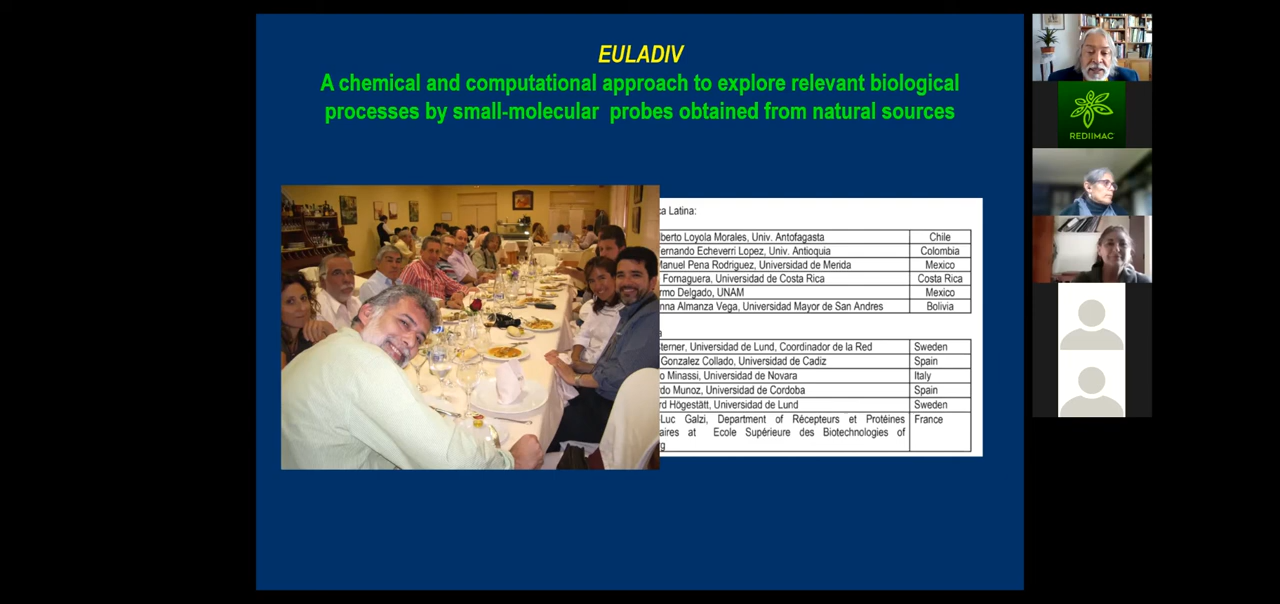 EULADIV
A chemical and computational approach to explore relevant biological
processes by small-molecular probes obtained from natural sources
REDIIMAC
ca Latina:
berto Loyola Morales, Univ. Antofagasta Chile
ernando Echeverri Lopez, Univ. Antioquia Colombia
Manuel Pena Rodriguez, Universidad de Merida Mexico
Fornaguera, Universidad de Costa Rica Costa Rica
rmo Delgado, UNAM Mexico
nna Almanza Vega, Universidad Mayor de San Andres Bolivia
a
terner, Universidad de Lund, Coordinador de la Red Sweden
Gonzalez Collado, Universidad de Cadiz Spain
o Minassi, Universidad de Novara Italy
rdo Munoz, Universidad de Cordoba Spain
rd Högestätt, Universidad de Lund Sweden
-Luc Galzi, Department of Récepteurs et Protéines France
aires at Ecole Supérieure des Biotechnologies of
rg